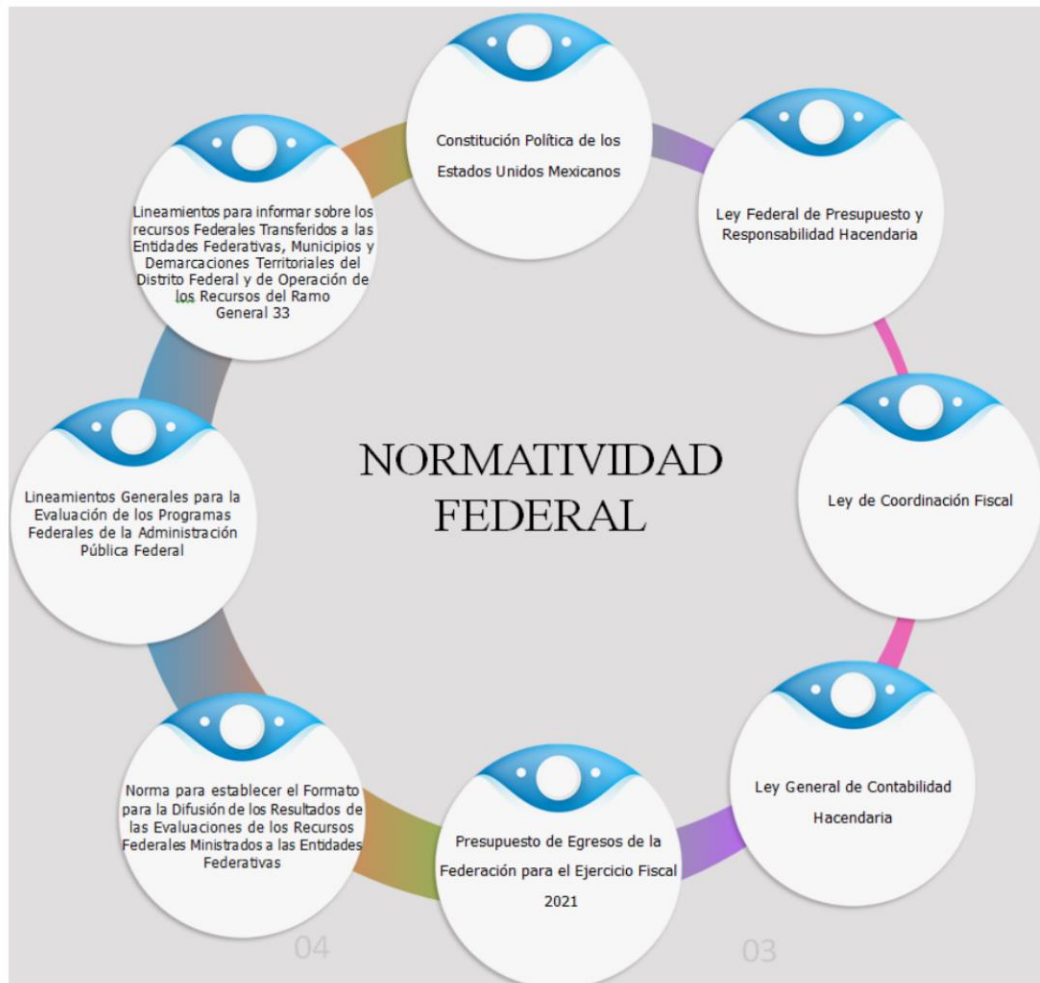 Constitución Política de los
Estados Unidos Mexicanos
Ley Federal de Presupuesto y
Responsabilidad Hacendaria
Ley de Coordinación Fiscal
Ley General de Contabilidad
Hacendaria
Presupuesto de Egresos de la
Federación para el Ejercicio Fiscal
2021
Norma para establecer el Formato
para la Difusión de los Resultados de
las Evaluaciones de los Recursos
Federales Ministrados a las Entidades
Federativas
Lineamientos Generales para la
Evaluación de los Programas
Federales de la Administración
Pública Federal
Lineamientos para informar sobre los
recursos Federales Transferidos a las
Entidades Federativas, Municipios y
Demarcaciones Territoriales del
Distrito Federal y de Operación de
los Recursos del Ramo
General 33
NORMATIVIDAD
FEDERAL
04
03